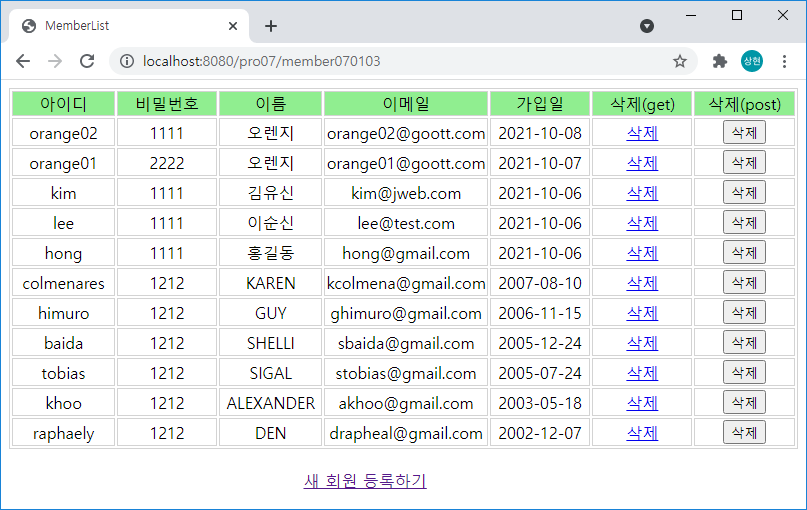 MemberList
localhost:8080/pro07/member070103
상현
아이디 비밀번호 이름 이메일 가입일 삭제(get) 삭제(post)
orange02 1111 오렌지 orange02@goott.com 2021-10-08 삭제 삭제
orange01 2222 오렌지 orange01@goott.com 2021-10-07 삭제 삭제
kim 1111 김유신 kim@jweb.com 2021-10-06 삭제 삭제
lee 1111 이순신 lee@test.com 2021-10-06 삭제 삭제
hong 1111 홍길동 hong@gmail.com 2021-10-06 삭제 삭제
colmenares 1212 KAREN kcolmena@gmail.com 2007-08-10 삭제 삭제
himuro 1212 GUY ghimuro@gmail.com 2006-11-15 삭제 삭제
baida 1212 SHELLI sbaida@gmail.com 2005-12-24 삭제 삭제
tobias 1212 SIGAL stobias@gmail.com 2005-07-24 삭제 삭제
khoo 1212 ALEXANDER akhoo@gmail.com 2003-05-18 삭제 삭제
raphaely 1212 DEN drapheal@gmail.com 2002-12-07 삭제 삭제
새 회원 등록하기